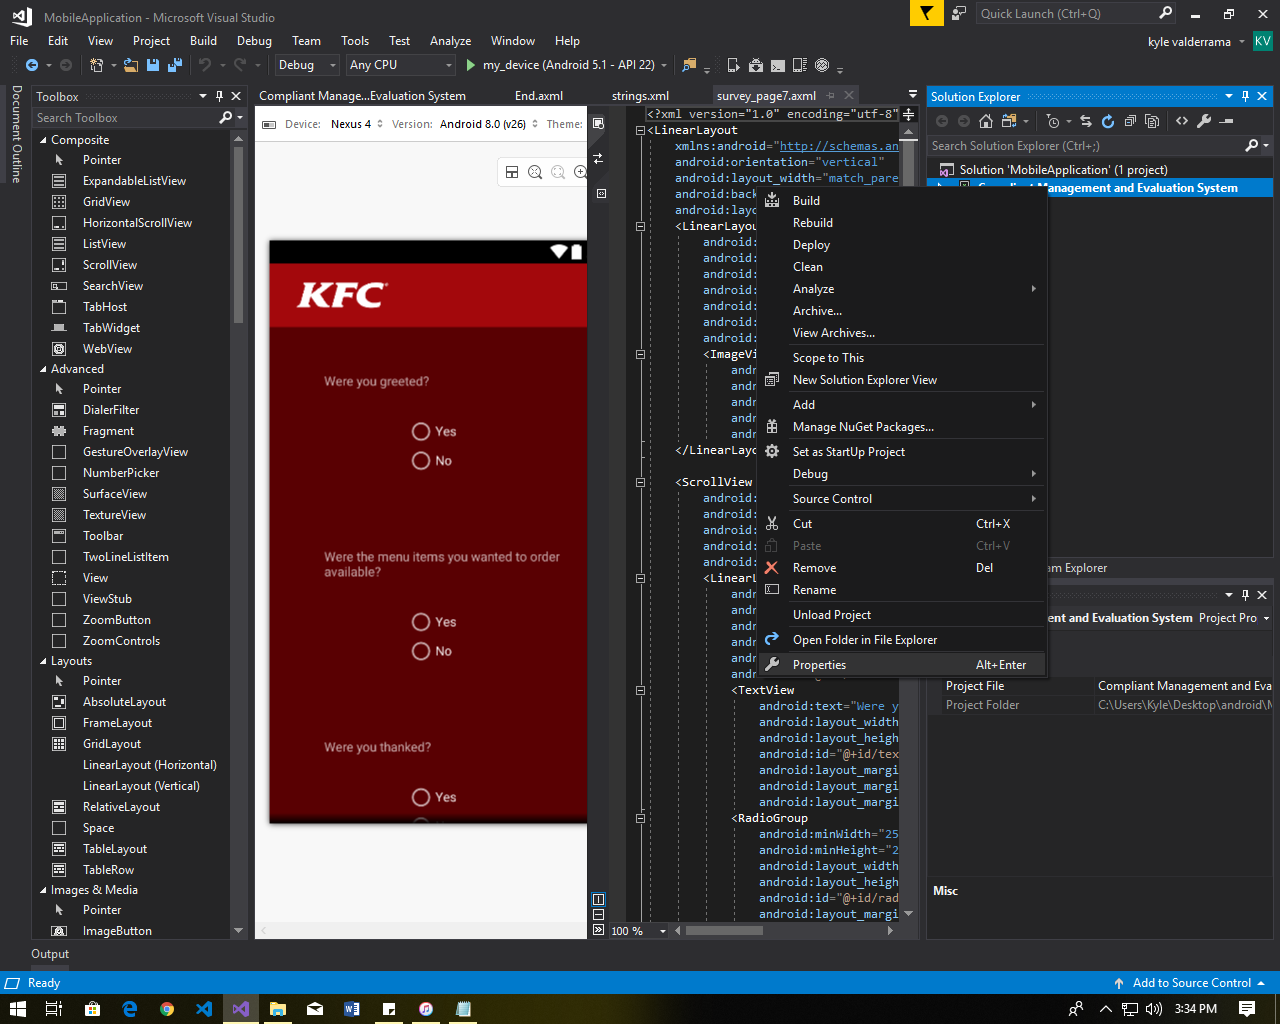 MobileApplication - Microsoft Visual Studio
Quick Launch (Ctrl+Q)
File Edit View Project Build Debug Team Tools Test Analyze Window Help
kyle valderrama KV
Debug Any CPU my_device (Android 5.1 - API 22)
Document Outline
Toolbox
Search Toolbox
Composite
Pointer
ExpandableListView
GridView
HorizontalScrollView
ListView
ScrollView
SearchView
TabHost
TabWidget
WebView
Advanced
Pointer
DialerFilter
Fragment
GestureOverlayView
NumberPicker
SurfaceView
TextureView
Toolbar
TwoLineListItem
View
ViewStub
ZoomButton
ZoomControls
Layouts
Pointer
AbsoluteLayout
FrameLayout
GridLayout
LinearLayout (Horizontal)
LinearLayout (Vertical)
RelativeLayout
Space
TableLayout
TableRow
Images & Media
Pointer
ImageButton
Compliant Manage...Evaluation System End.axml strings.xml survey_page7.axml
Device: Nexus 4 Version: Android 8.0 (v26) Theme:
KFC
Were you greeted?
Yes
No
Were the menu items you wanted to order
available?
Yes
No
Were you thanked?
Yes
<?xml version="1.0" encoding="utf-8"
<LinearLayout
xmlns:android="http://schemas.an
android:orientation="vertical"
android:layout_width="match_pare
android:bac
android:layo
<LinearLayou
android:
android:
android:
android:
android:
android:
android:
<ImageVi
andr
andr
andr
andr
andr
</LinearLayo
<ScrollView
android:
android:
android:
android:
android:
<LinearL
andr
andr
andr
andr
andr
<TextView
android:text="Were y
android:layout_width
android:layout_heigh
android:id="@+id/tex
android:layout_margi
android:layout_margi
android:layout_margi
<RadioGroup
android:minWidth="25
android:minHeight="2
android:layout_width
android:layout_heigh
android:id="@+id/rad
android:layout_margi
100 %
Build
Rebuild
Deploy
Clean
Analyze
Archive...
View Archives...
Scope to This
New Solution Explorer View
Add
Manage NuGet Packages...
Set as StartUp Project
Debug
Source Control
Cut Ctrl+X
Paste Ctrl+V
Remove Del
Rename
Unload Project
Open Folder in File Explorer
Properties Alt+Enter
Solution Explorer
Search Solution Explorer (Ctrl+;)
Solution 'MobileApplication' (1 project)
Compliant Management and Evaluation System
am Explorer
ent and Evaluation System Project Pro
Project File Compliant Management and Eva
Project Folder C:\Users\Kyle\Desktop\android\M
Misc
Output
Ready
Add to Source Control
3:34 PM